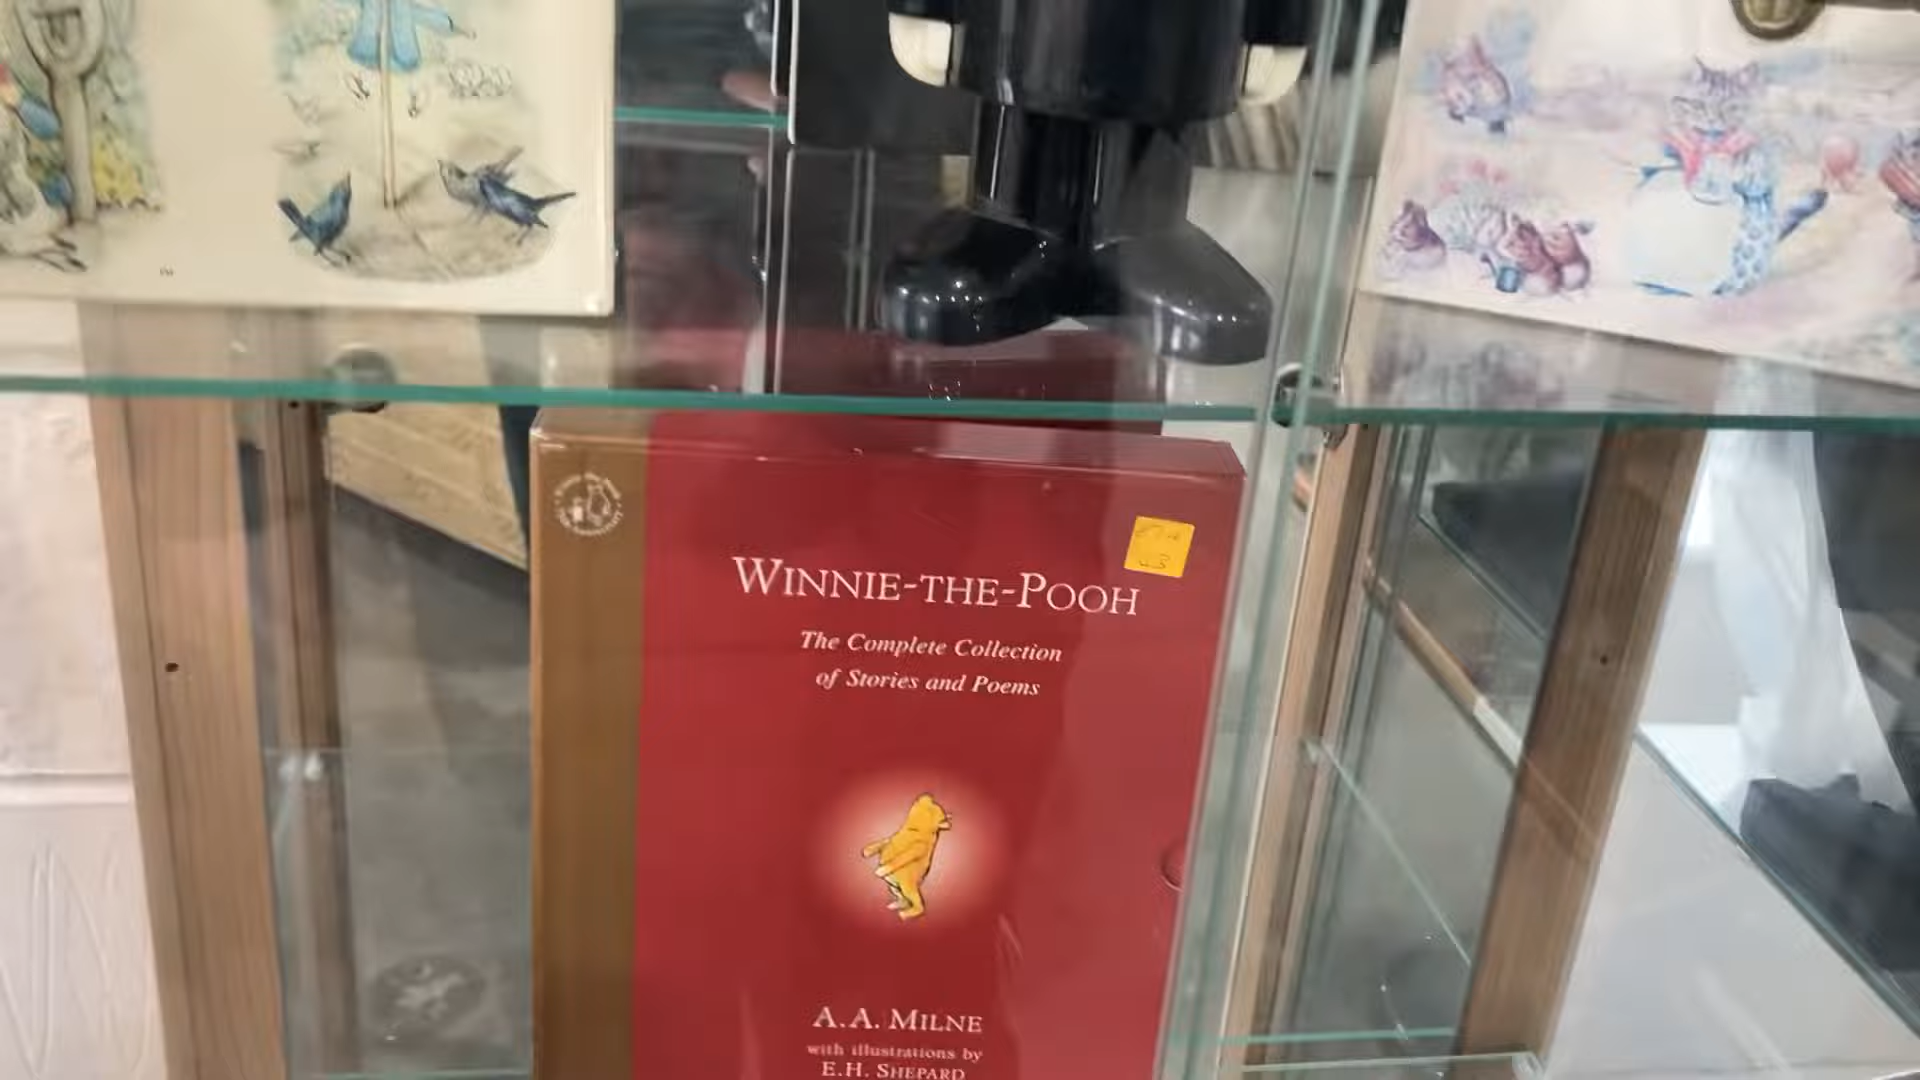 WINNIE-THE-POOH
The Complete Collection
of Stories and Poems
A.A. MILNE
with illustrations by
E.H. SHEPARD